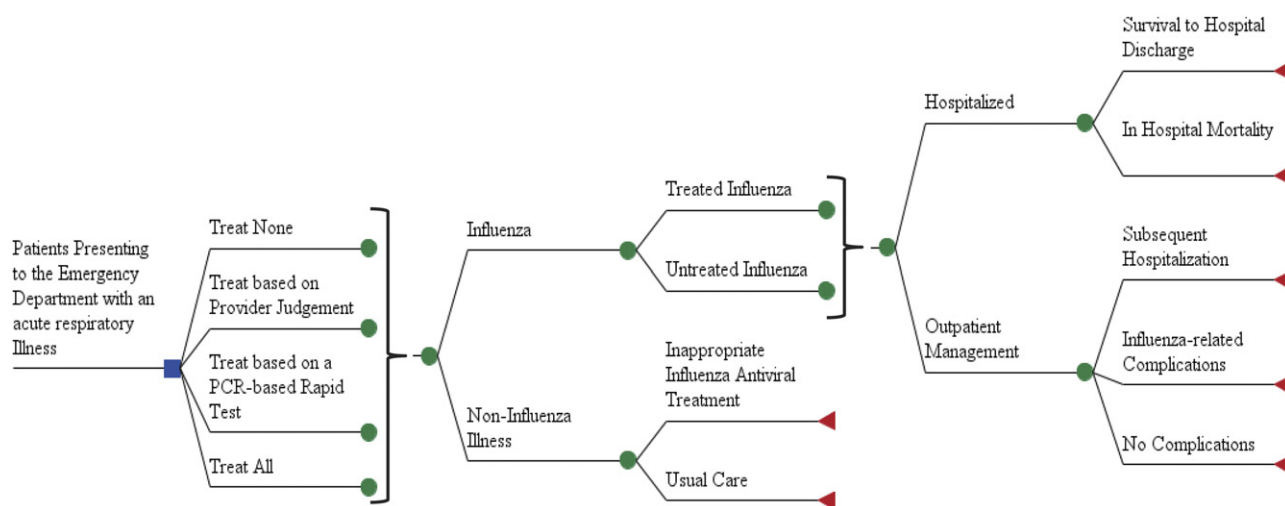 Patients Presenting
to the Emergency
Department with an
acute respiratory
Illness
Treat None
Treat based on
Provider Judgement
Treat based on a
PCR-based Rapid
Test
Treat All
Influenza
Non-Influenza
Illness
Treated Influenza
Untreated Influenza
Inappropriate
Influenza Antiviral
Treatment
Usual Care
Hospitalized
Outpatient
Management
Survival to Hospital
Discharge
In Hospital Mortality
Subsequent
Hospitalization
Influenza-related
Complications
No Complications